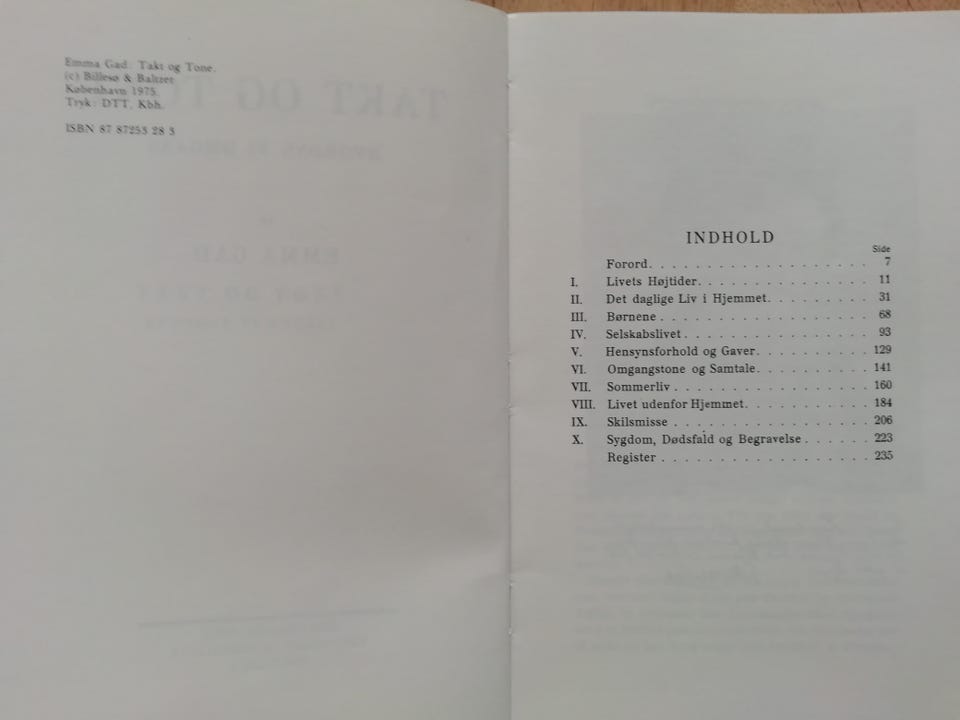 Emma Gad: Takt og Tone.
(c) Billesø & Baltzer
København 1975.
Tryk: DTT, Kbh.
ISBN 87 87253 28 3
INDHOLD
Side
Forord. . . . . . . . . . . . . . . . . . . 7
I. Livets Højtider. . . . . . . . . . . . . . . 11
II. Det daglige Liv i Hjemmet. . . . . . . . . 31
III. Børnene . . . . . . . . . . . . . . . . . . 68
IV. Selskabslivet . . . . . . . . . . . . . . . . 93
V. Hensynsforhold og Gaver. . . . . . . . . . 129
VI. Omgangstone og Samtale. . . . . . . . . . 141
VII. Sommerliv . . . . . . . . . . . . . . . . . 160
VIII. Livet udenfor Hjemmet. . . . . . . . . . . 184
IX. Skilsmisse . . . . . . . . . . . . . . . . . 206
X. Sygdom, Dødsfald og Begravelse . . . . . 223
Register . . . . . . . . . . . . . . . . . . 235